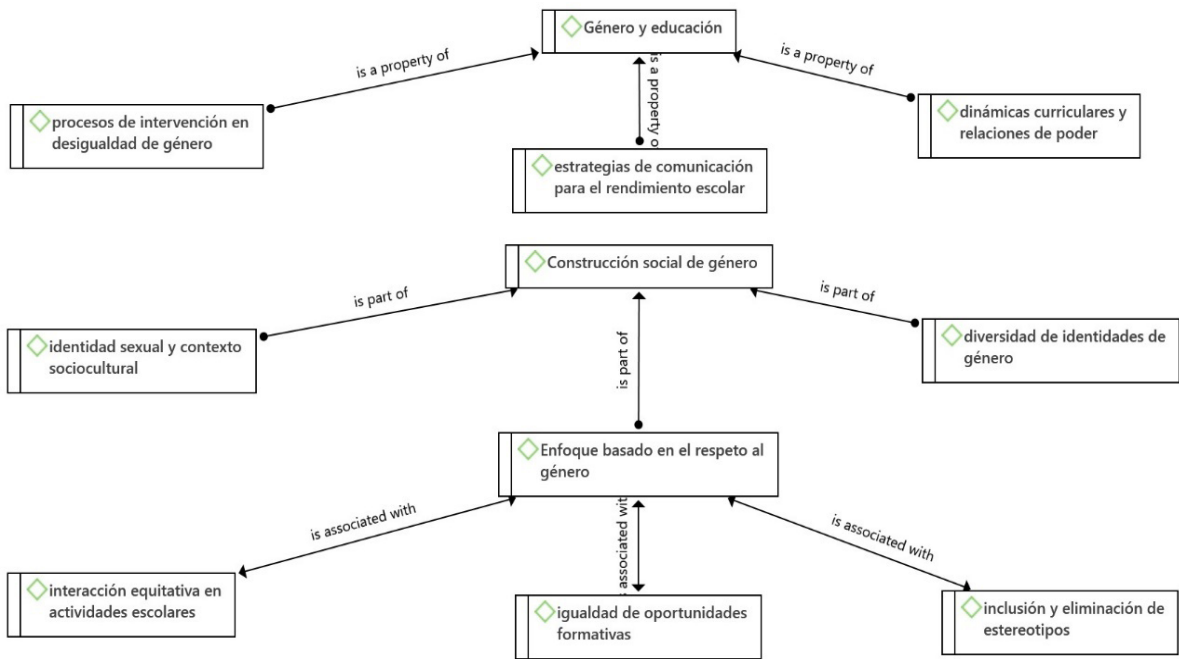 Género y educación
is a property of
is a property o
is a property of
procesos de intervención en
desigualdad de género
estrategias de comunicación
para el rendimiento escolar
dinámicas curriculares y
relaciones de poder
Construcción social de género
is part of
is part of
is part of
identidad sexual y contexto
sociocultural
diversidad de identidades de
género
Enfoque basado en el respeto al
género
is associated with
s associated wit
is associated with
interacción equitativa en
actividades escolares
igualdad de oportunidades
formativas
inclusión y eliminación de
estereotipos